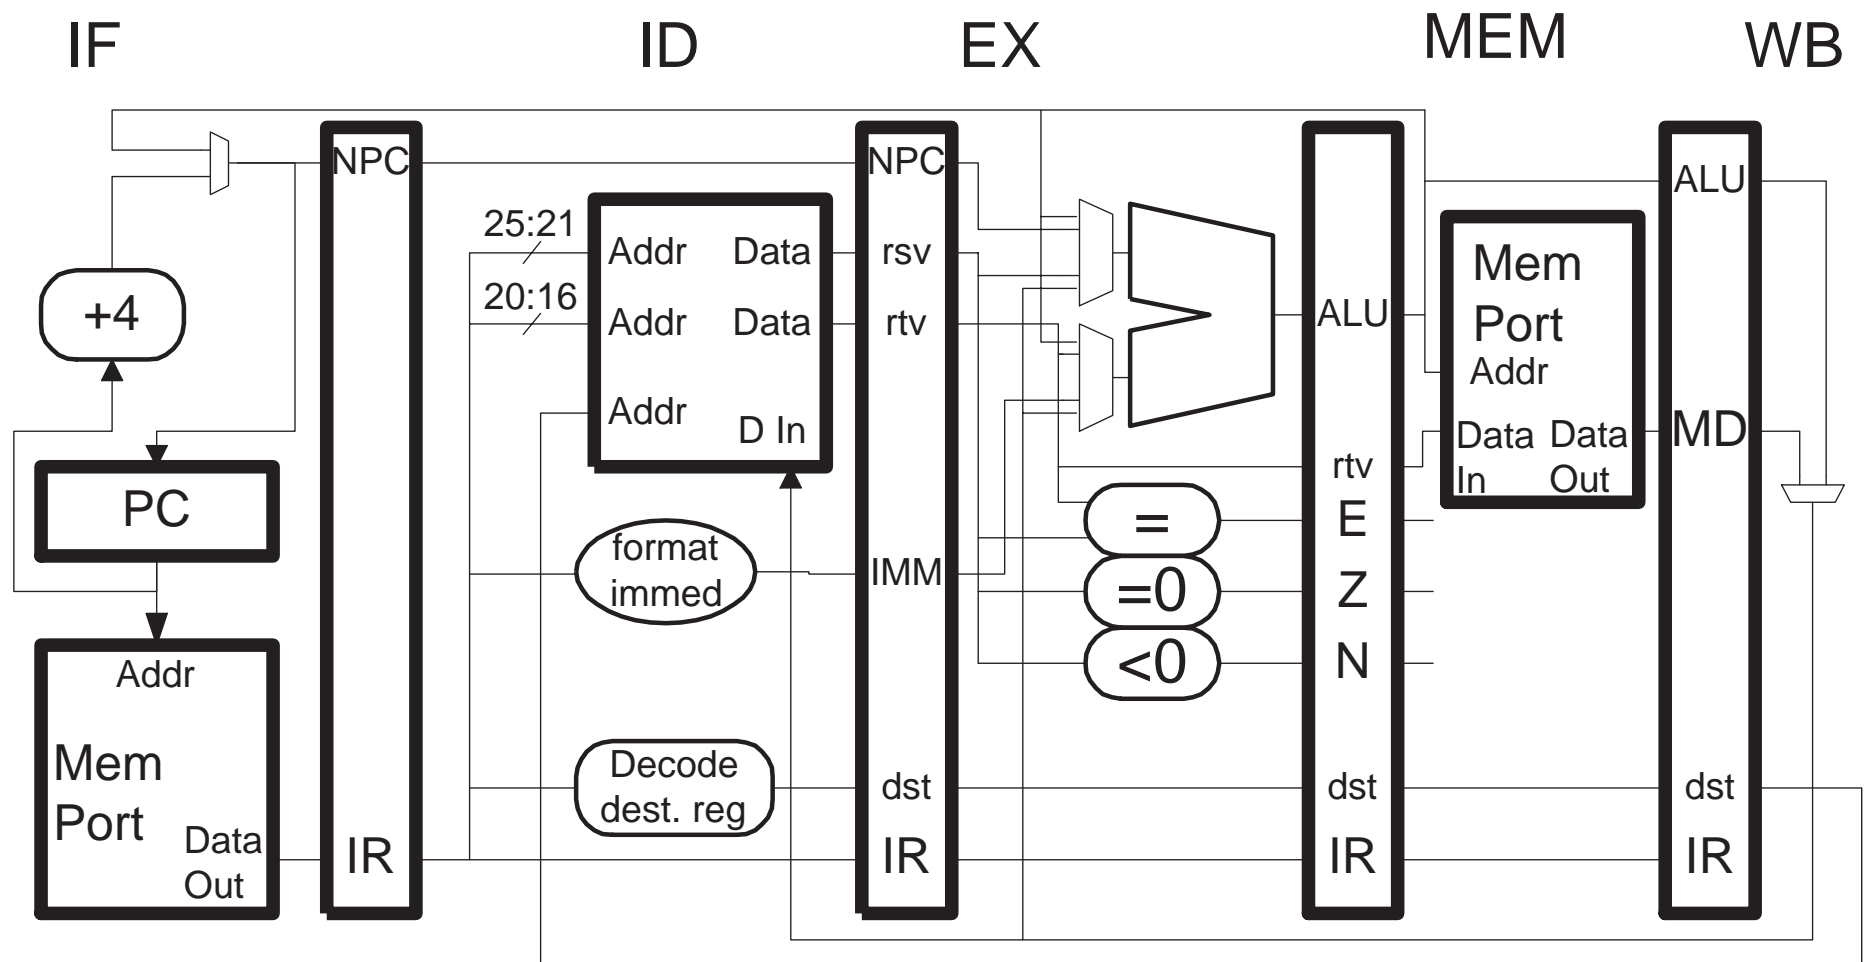 IF
ID
EX
MEM
WB
+4
PC
Addr
Mem
Port
Data
Out
NPC
IR
25:21
20:16
Addr
Data
Addr
Data
Addr
D In
format
immed
Decode
dest. reg
NPC
rsv
rtv
IMM
dst
IR
=
=0
<0
ALU
rtv
E
Z
N
dst
IR
Mem
Port
Addr
Data
In
Data
Out
ALU
MD
dst
IR